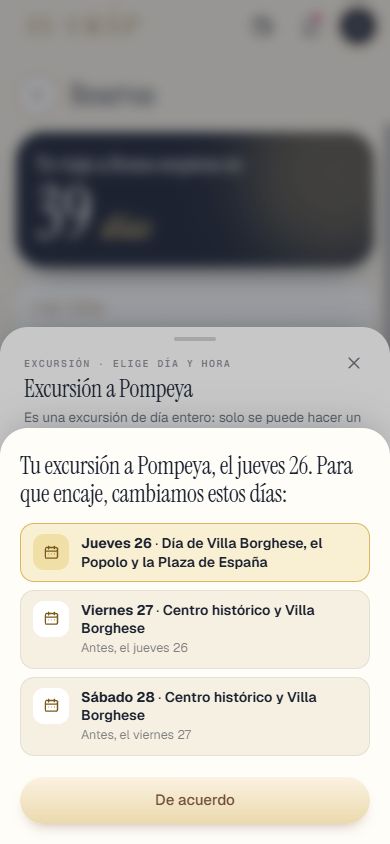 39
EXCURSIÓN · ELIGE DÍA Y HORA
Excursión a Pompeya
Es una excursión de día entero: solo se puede hacer un
Tu excursión a Pompeya, el jueves 26. Para
que encaje, cambiamos estos días:
Jueves 26 · Día de Villa Borghese, el
Popolo y la Plaza de España
Viernes 27 · Centro histórico y Villa
Borghese
Antes, el jueves 26
Sábado 28 · Centro histórico y Villa
Borghese
Antes, el viernes 27
De acuerdo